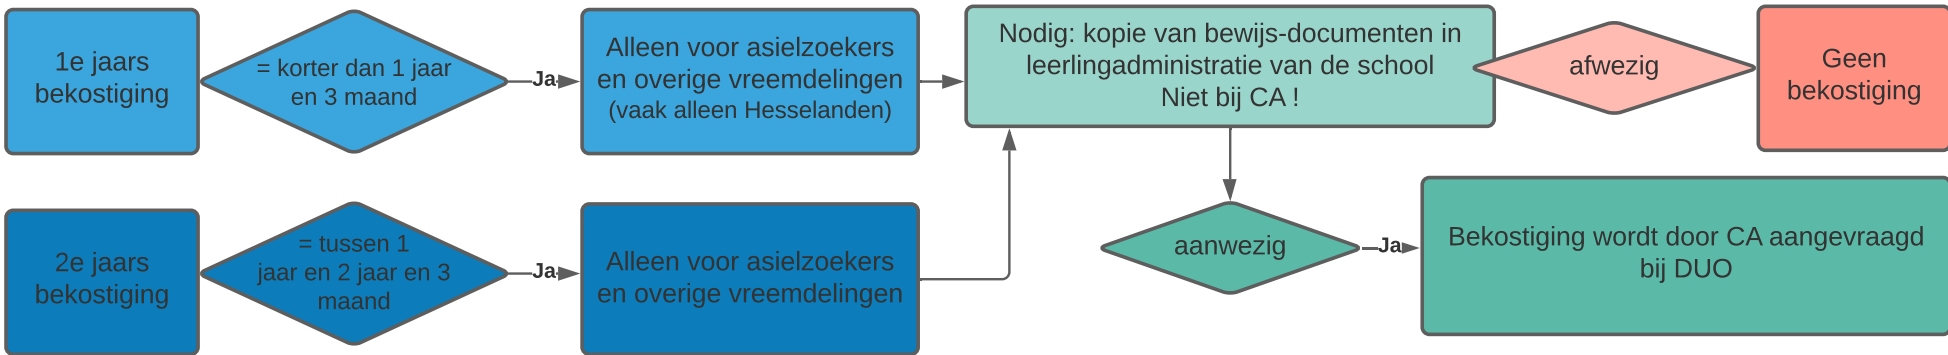 1e jaars
bekostiging
= korter dan 1 jaar
en 3 maand
Ja
Alleen voor asielzoekers
en overige vreemdelingen
(vaak alleen Hesselanden)
Nodig: kopie van bewijs-documenten in
leerlingadministratie van de school
Niet bij CA !
afwezig
Geen
bekostiging
2e jaars
bekostiging
= tussen 1
jaar en 2 jaar en 3
maand
Ja
Alleen voor asielzoekers
en overige vreemdelingen
aanwezig
Ja
Bekostiging wordt door CA aangevraagd
bij DUO